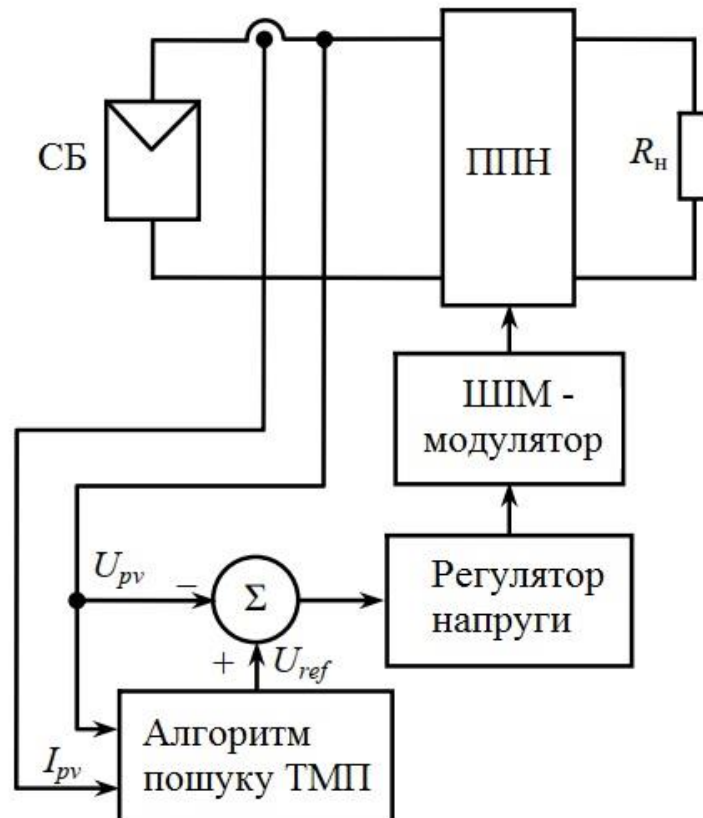 СБ
ППН
Rн
ШІМ -
модулятор
Upv
−
Σ
Регулятор
напруги
+
Uref
Алгоритм
пошуку ТМП
Ipv